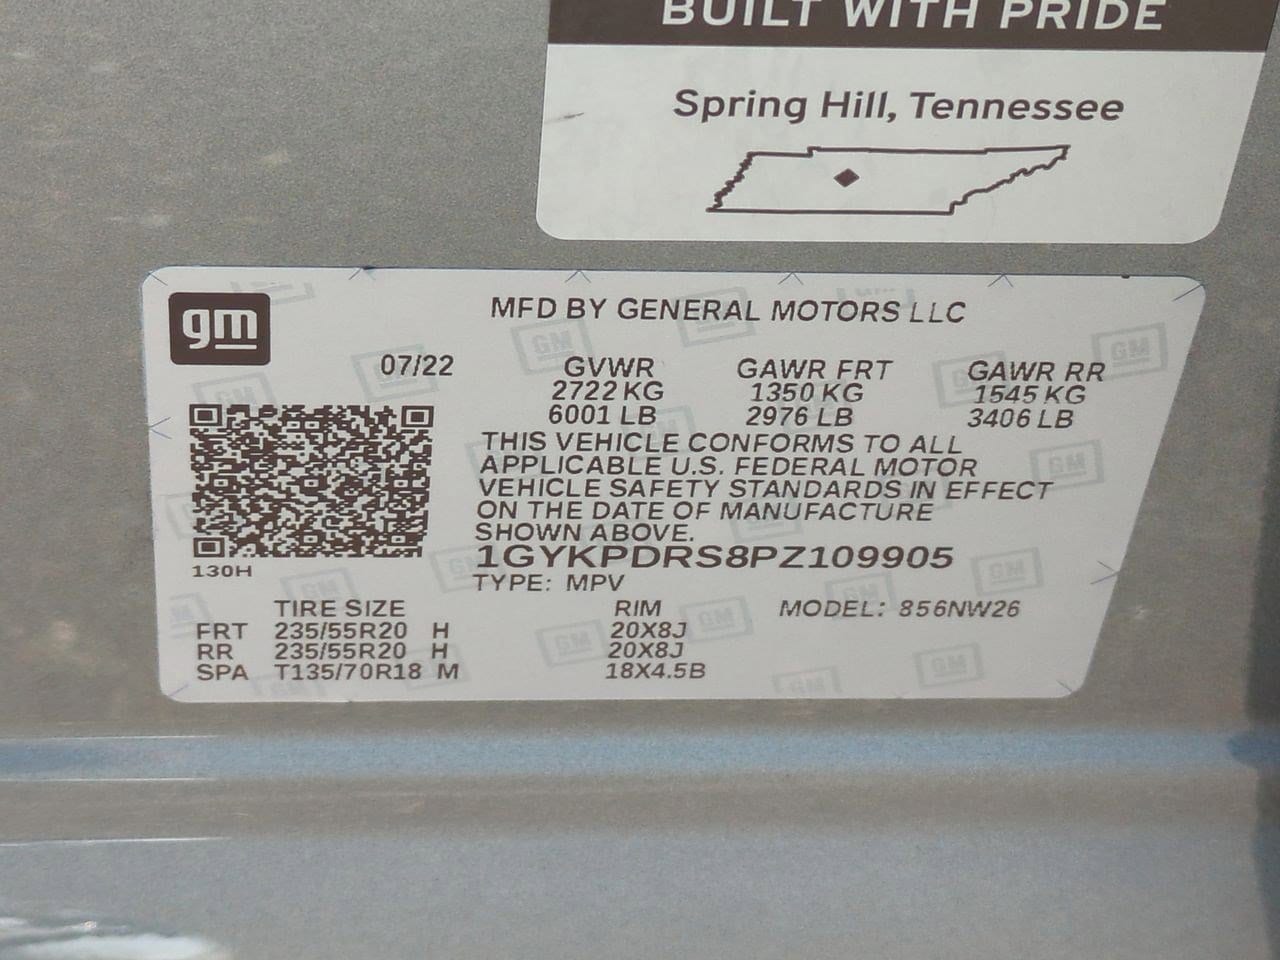 BUILT WITH PRIDE
Spring Hill, Tennessee
gm
MFD BY GENERAL MOTORS LLC
07/22 GVWR GAWR FRT GAWR RR
2722 KG 1350 KG 1545 KG
6001 LB 2976 LB 3406 LB
THIS VEHICLE CONFORMS TO ALL
APPLICABLE U.S. FEDERAL MOTOR
VEHICLE SAFETY STANDARDS IN EFFECT
ON THE DATE OF MANUFACTURE
SHOWN ABOVE.
1GYKPDRS8PZ109905
130H
TYPE: MPV
TIRE SIZE RIM MODEL: 856NW26
FRT 235/55R20 H 20X8J
RR 235/55R20 H 20X8J
SPA T135/70R18 M 18X4.5B